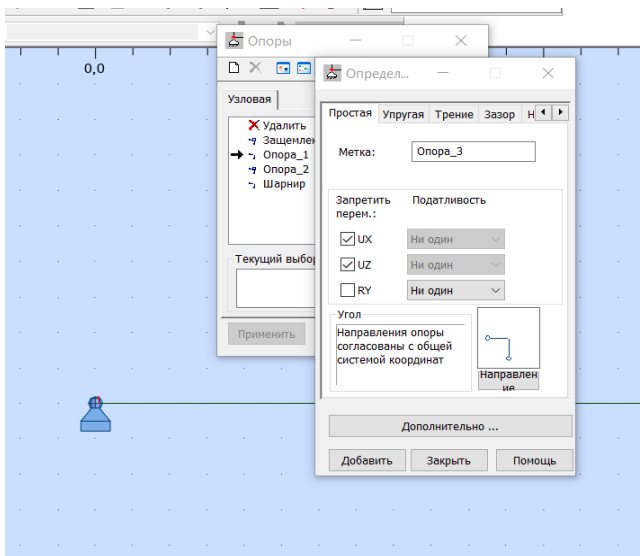 Опоры
0,0
Определ...
Узловая
Простая Упругая Трение Зазор Н
Удалить
Защемлен
Опора_1
Опора_2
Шарнир
Метка: Опора_3
Запретить перем.: Податливость
UX Ни один
UZ Ни один
RY Ни один
Текущий выбор
Угол
Направления опоры
согласованы с общей
системой координат
Направлен
ие
Применить
Дополнительно ...
Добавить Закрыть Помощь